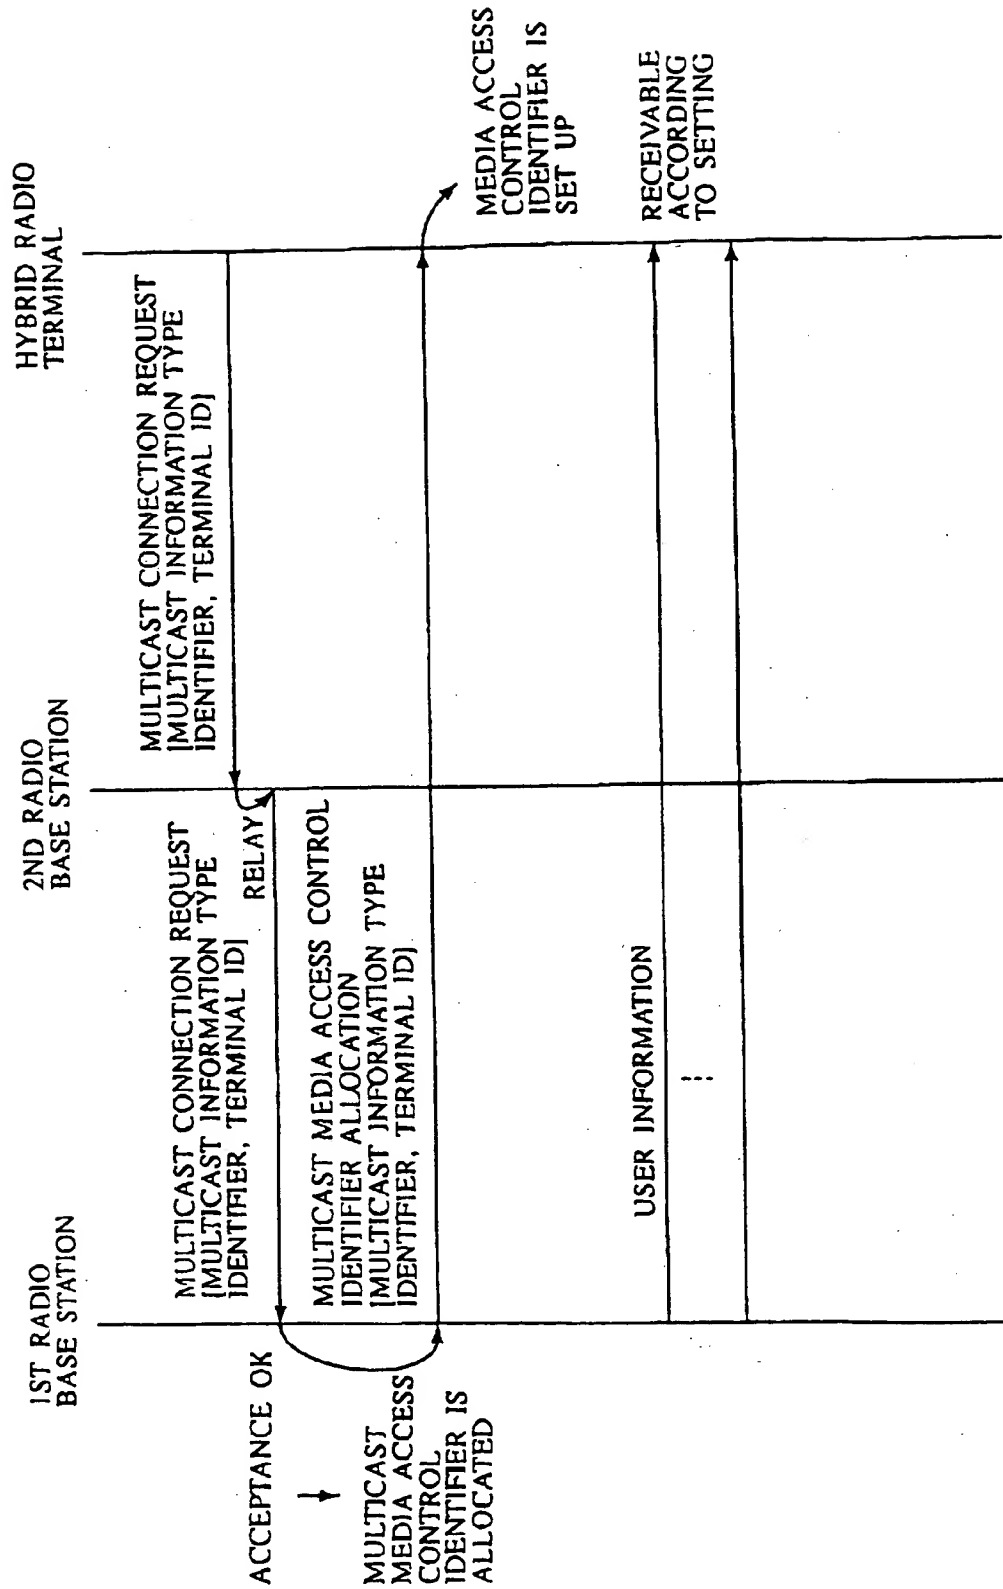 1ST RADIO
BASE STATION
2ND RADIO
BASE STATION
HYBRID RADIO
TERMINAL
MULTICAST CONNECTION REQUEST
[MULTICAST INFORMATION TYPE
IDENTIFIER, TERMINAL ID]
MULTICAST CONNECTION REQUEST
[MULTICAST INFORMATION TYPE
IDENTIFIER, TERMINAL ID]
RELAY
ACCEPTANCE OK
MULTICAST
MEDIA ACCESS
CONTROL
IDENTIFIER IS
ALLOCATED
MULTICAST MEDIA ACCESS CONTROL
IDENTIFIER ALLOCATION
[MULTICAST INFORMATION TYPE
IDENTIFIER, TERMINAL ID]
MEDIA ACCESS
CONTROL
IDENTIFIER IS
SET UP
USER INFORMATION
RECEIVABLE
ACCORDING
TO SETTING